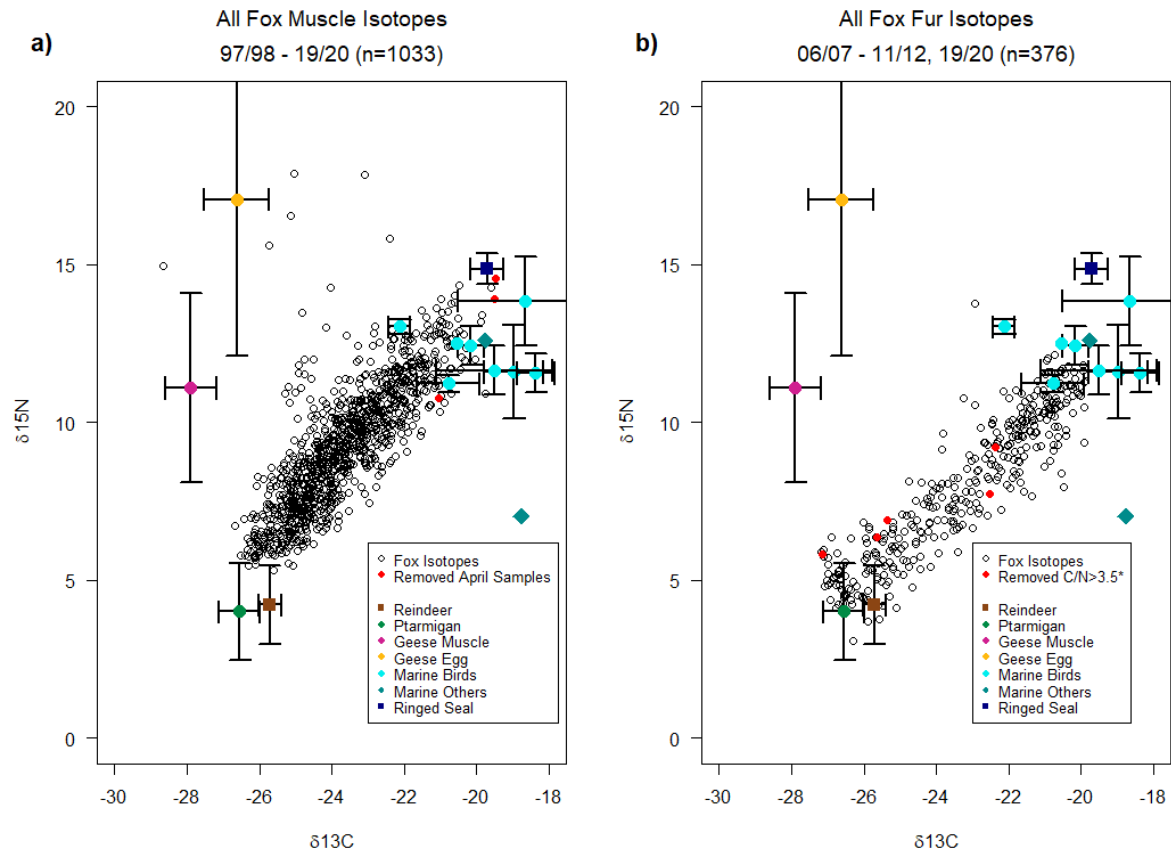 All Fox Muscle Isotopes
a)
97/98 - 19/20 (n=1033)
20
15
10
5
0
δ15N
-30
-28
-26
-24
-22
-20
-18
δ13C
Fox Isotopes
Removed April Samples
Reindeer
Ptarmigan
Geese Muscle
Geese Egg
Marine Birds
Marine Others
Ringed Seal
All Fox Fur Isotopes
b)
06/07 - 11/12, 19/20 (n=376)
20
15
10
5
0
δ15N
-30
-28
-26
-24
-22
-20
-18
δ13C
Fox Isotopes
Removed C/N>3.5*
Reindeer
Ptarmigan
Geese Muscle
Geese Egg
Marine Birds
Marine Others
Ringed Seal